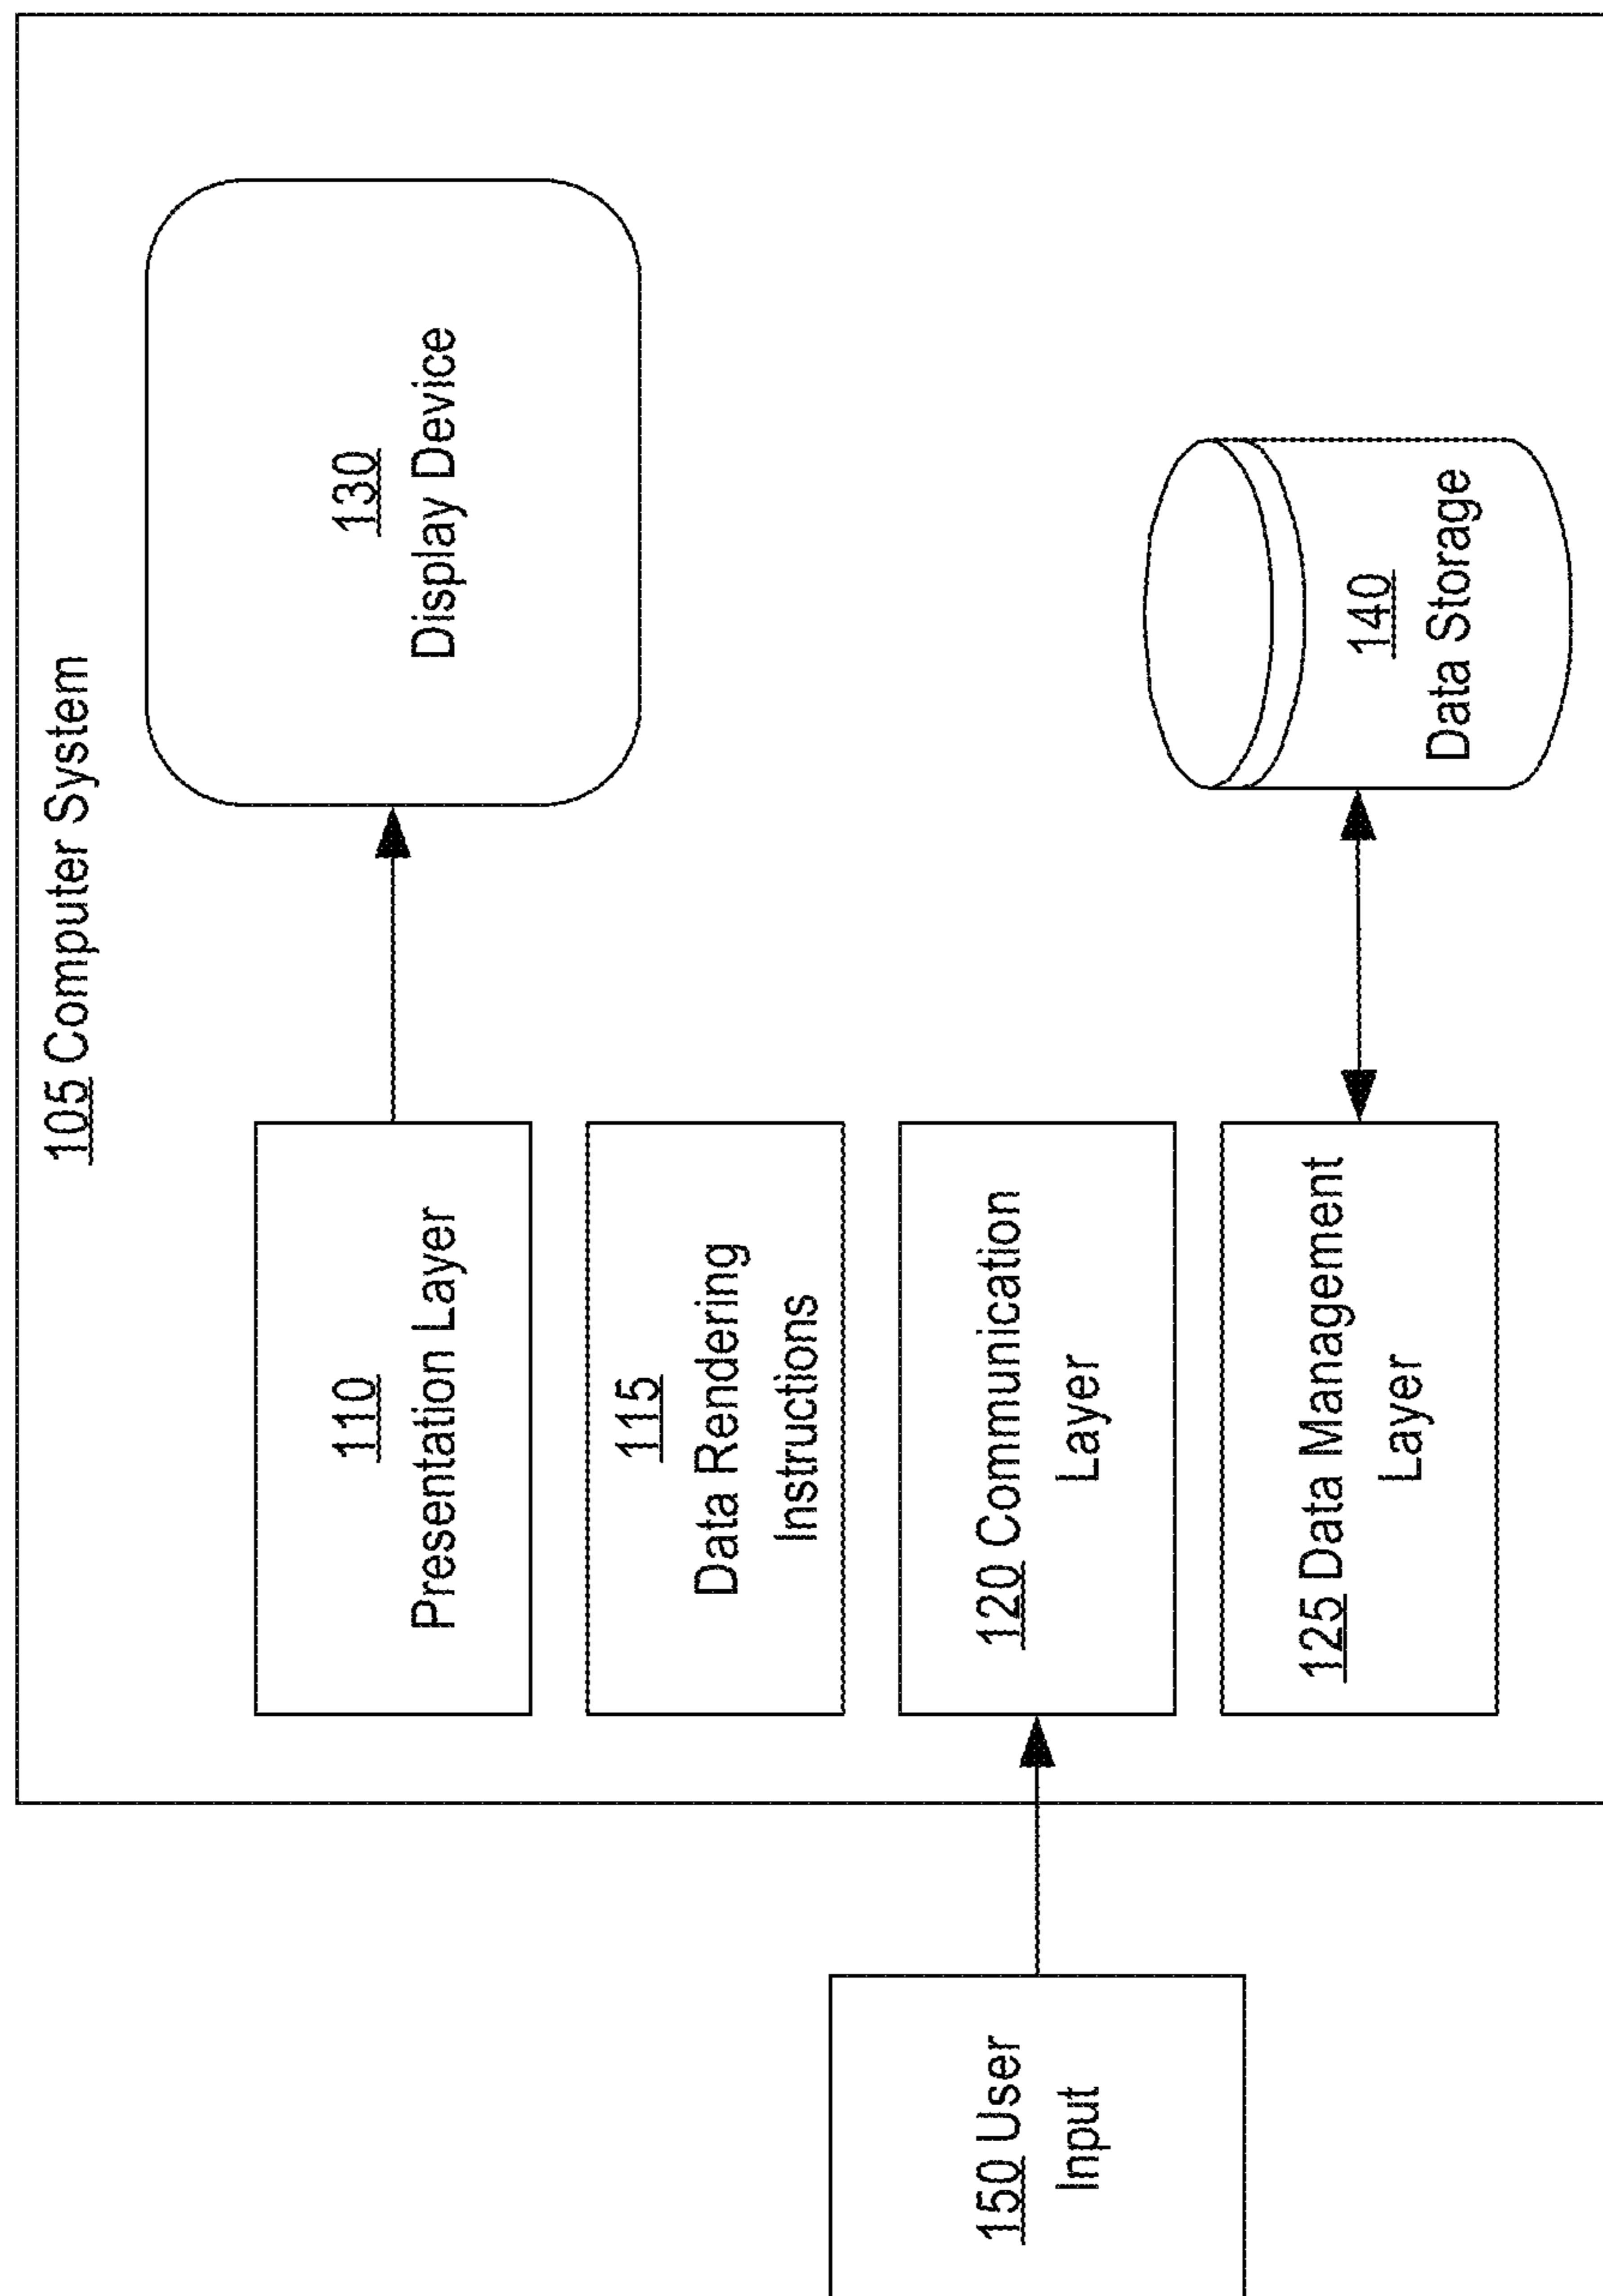 105 Computer System
110
Presentation Layer
130
Display Device
115
Data Rendering
Instructions
120 Communication
Layer
150 User
Input
125 Data Management
Layer
140
Data Storage